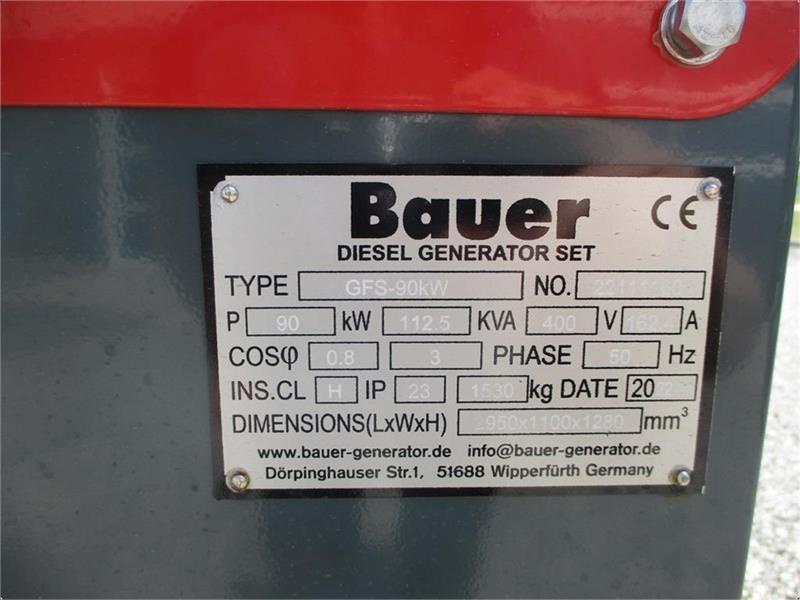 Bauer CE
DIESEL GENERATOR SET
TYPE GFS-90kW NO.
P 90 kW 112.5 KVA 400 V A
COSφ 0.8 3 PHASE 50 Hz
INS.CL H IP 23 1530 kg DATE 2022
DIMENSIONS(LxWxH) 2950x1100x1280 mm³
www.bauer-generator.de info@bauer-generator.de
Dörpinghauser Str.1, 51688 Wipperfürth Germany